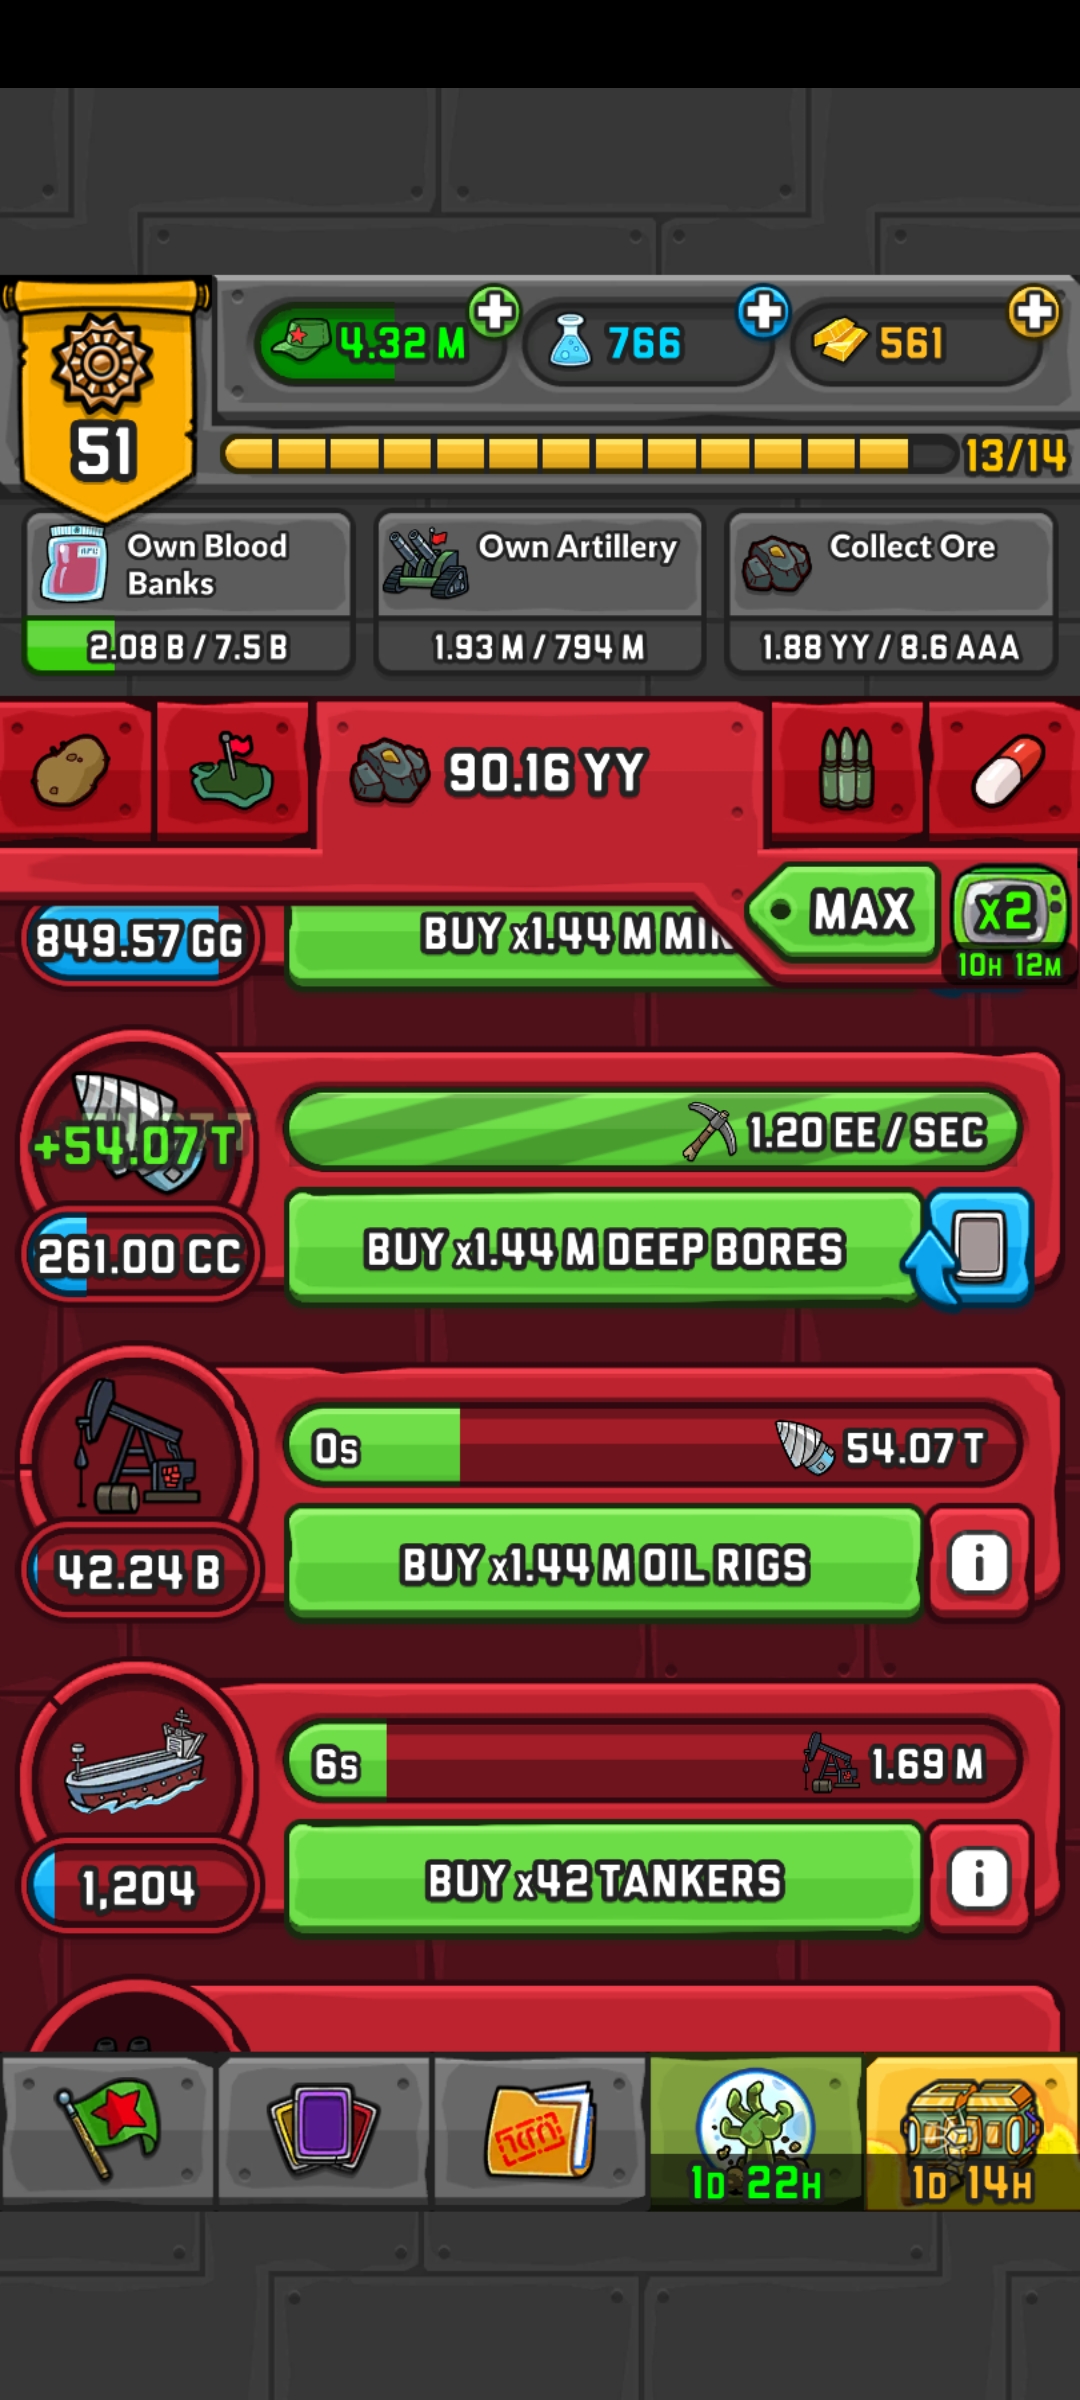 4.32 M
766
561
51
13/14
Own Blood
Banks
2.08 B / 7.5 B
Own Artillery
1.93 M / 794 M
Collect Ore
1.88 YY / 8.6 AAA
90.16 YY
MAX
x2
10H 12M
849.57 GG
BUY x1.44 M
+54.07 T
1.20 EE / SEC
261.00 CC
BUY x1.44 M DEEP BORES
0s
54.07 T
42.24 B
BUY x1.44 M OIL RIGS
i
6s
1.69 M
1,204
BUY x42 TANKERS
i
1D 22H
1D 14H